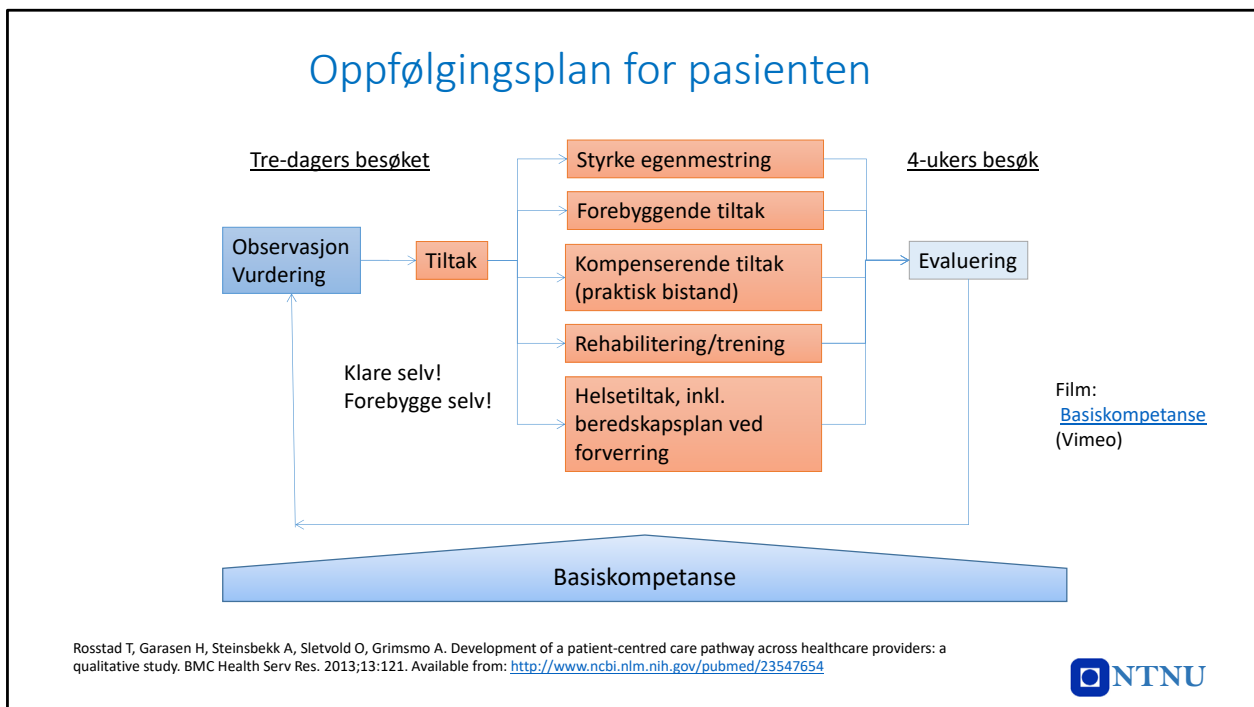 Oppfølgingsplan for pasienten
Tre-dagers besøket
4-ukers besøk
Observasjon
Vurdering
Tiltak
Styrke egenmestring
Forebyggende tiltak
Kompenserende tiltak
(praktisk bistand)
Rehabilitering/trening
Helsetiltak, inkl.
beredskapsplan ved
forverring
Evaluering
Klare selv!
Forebygge selv!
Film:
Basiskompetanse
(Vimeo)
Basiskompetanse
Rosstad T, Garasen H, Steinsbekk A, Sletvold O, Grimsmo A. Development of a patient-centred care pathway across healthcare providers: a
qualitative study. BMC Health Serv Res. 2013;13:121. Available from: http://www.ncbi.nlm.nih.gov/pubmed/23547654
NTNU